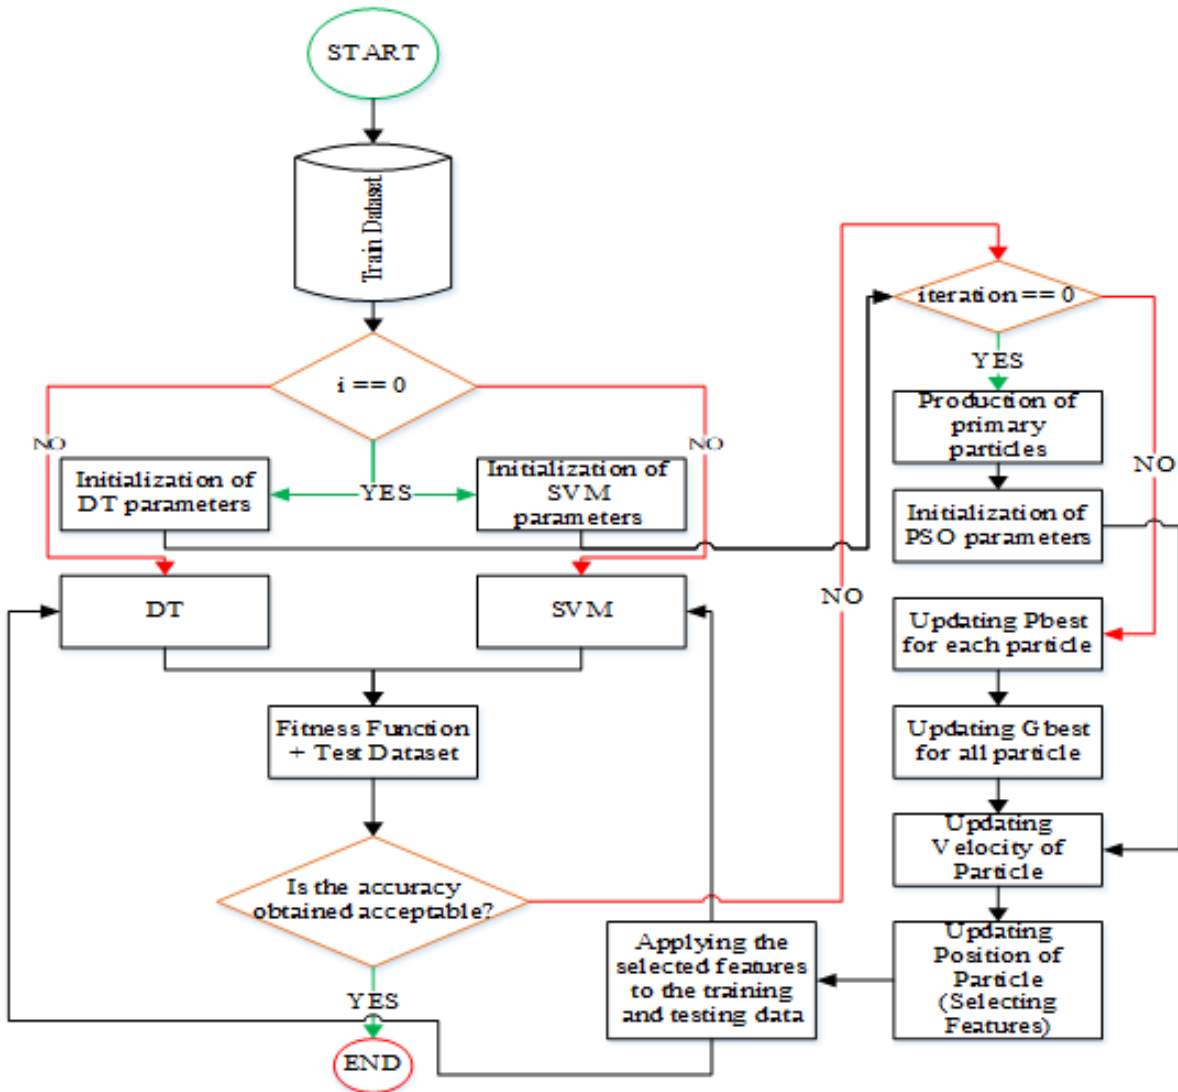 START
Train Dataset
i == 0
NO
NO
YES
Initialization of
DT parameters
Initialization of
SVM
parameters
DT
SVM
Fitness Function
+ Test Dataset
Is the accuracy
obtained acceptable?
YES
END
NO
iteration == 0
YES
NO
Production of
primary
particles
Initialization of
PSO parameters
Updating Pbest
for each particle
Updating Gbest
for all particle
Updating
Velocity of
Particle
Updating
Position of
Particle
(Selecting
Features)
Applying the
selected features
to the training
and testing data